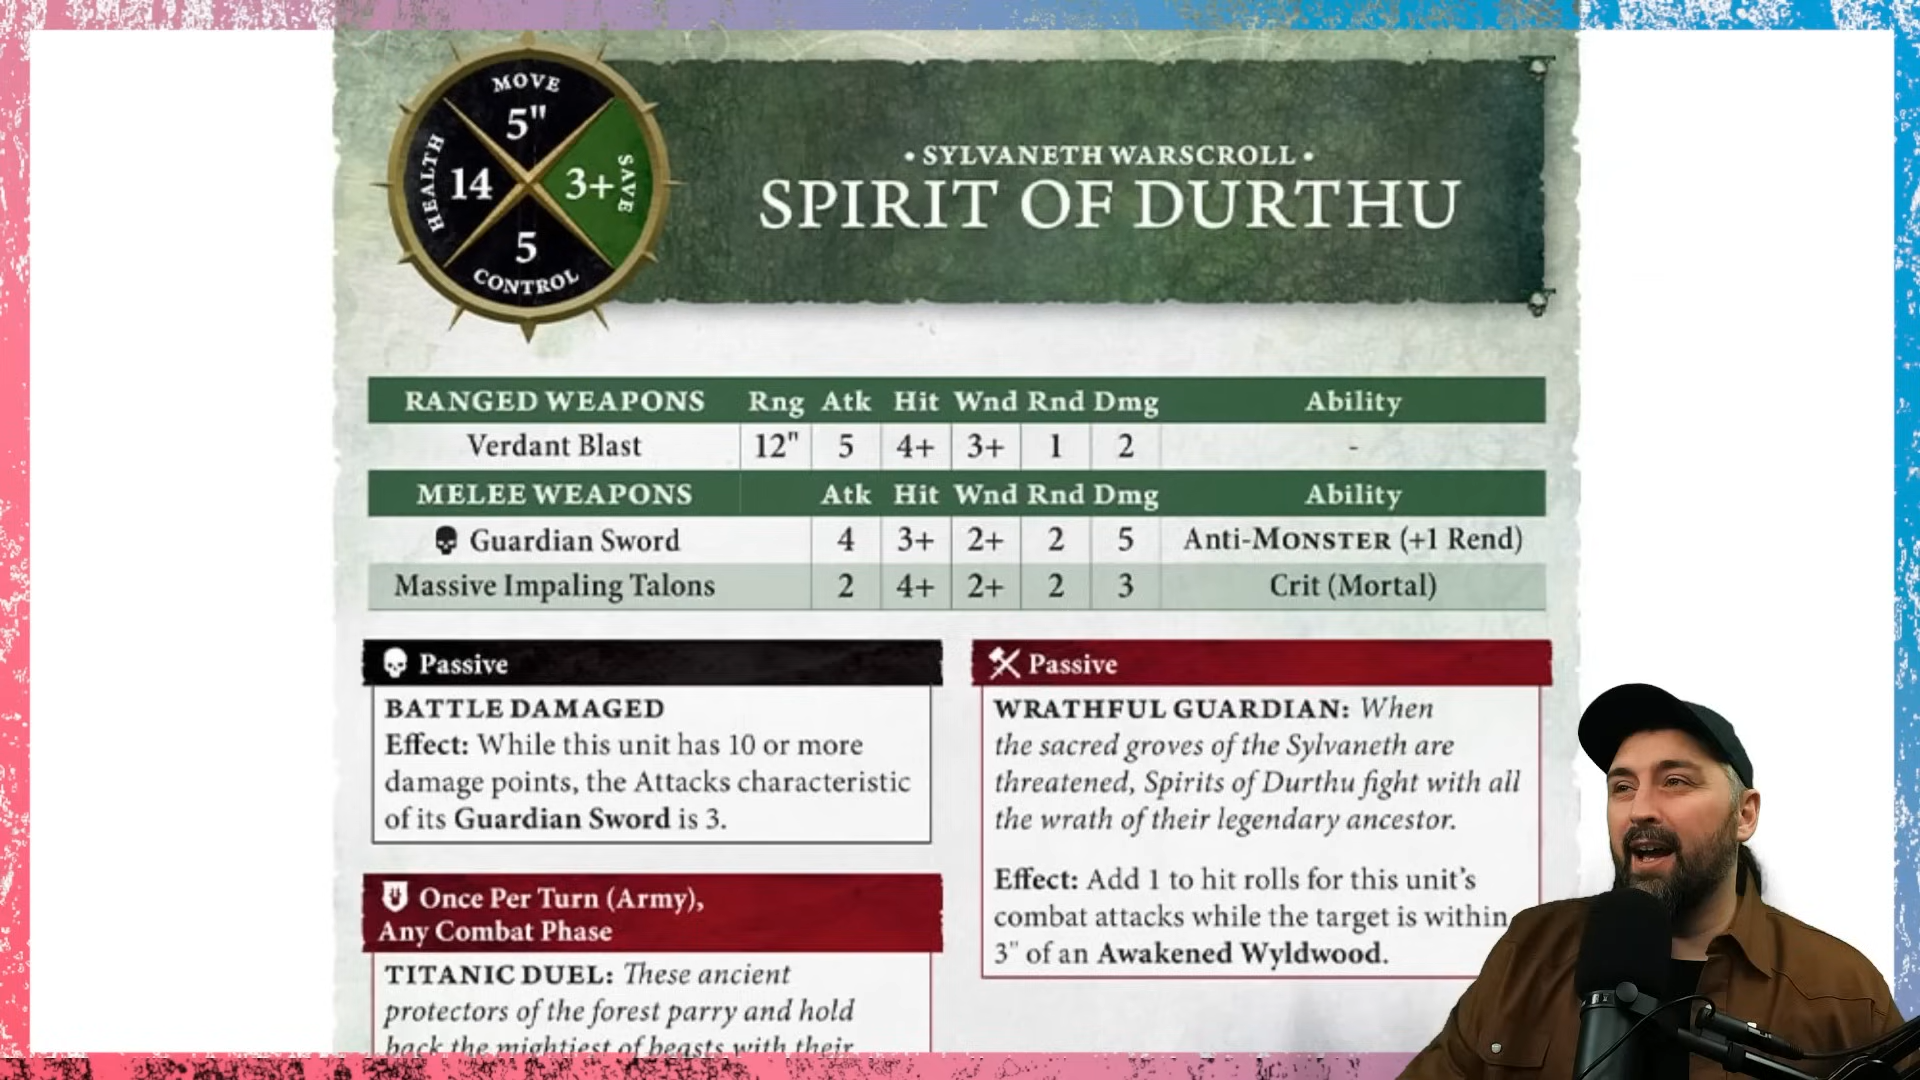 MOVE
5"
HEALTH
14
3+
SAVE
5
CONTROL
• SYLVANETH WARSCROLL •
SPIRIT OF DURTHU
RANGED WEAPONS Rng Atk Hit Wnd Rnd Dmg Ability
Verdant Blast 12" 5 4+ 3+ 1 2 -
MELEE WEAPONS Atk Hit Wnd Rnd Dmg Ability
Guardian Sword 4 3+ 2+ 2 5 Anti-MONSTER (+1 Rend)
Massive Impaling Talons 2 4+ 2+ 2 3 Crit (Mortal)
Passive
BATTLE DAMAGED
Effect: While this unit has 10 or more
damage points, the Attacks characteristic
of its Guardian Sword is 3.
Once Per Turn (Army),
Any Combat Phase
TITANIC DUEL: These ancient
protectors of the forest parry and hold
back the mightiest of beasts with their
Passive
WRATHFUL GUARDIAN: When
the sacred groves of the Sylvaneth are
threatened, Spirits of Durthu fight with all
the wrath of their legendary ancestor.
Effect: Add 1 to hit rolls for this unit's
combat attacks while the target is within
3" of an Awakened Wyldwood.